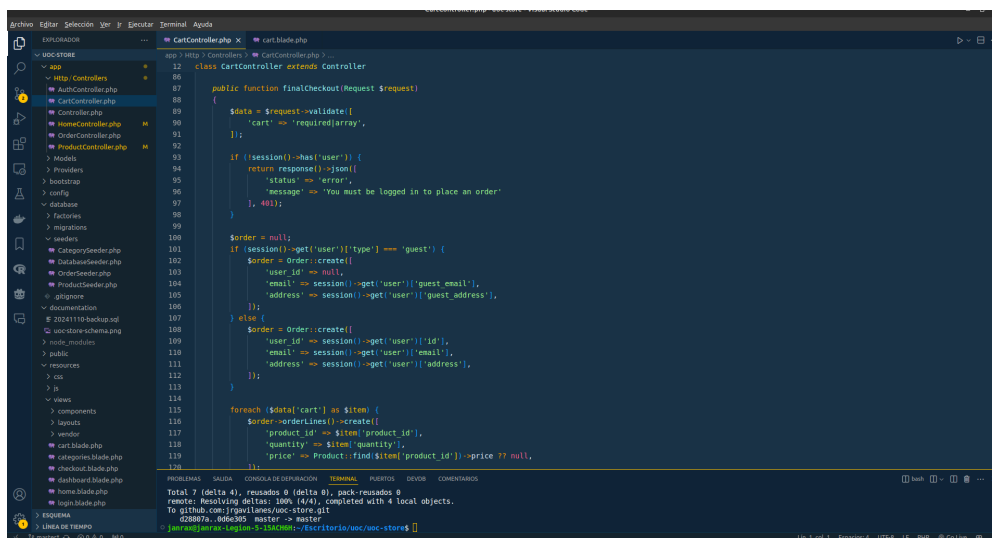 Archivo Editar Selección Ver Ir Ejecutar Terminal Ayuda
EXPLORADOR
UOC-STORE
app
Http / Controllers
AuthController.php
CartController.php
Controller.php
HomeController.php M
OrderController.php
ProductController.php M
Models
Providers
bootstrap
config
database
factories
migrations
seeders
CategorySeeder.php
DatabaseSeeder.php
OrderSeeder.php
ProductSeeder.php
.gitignore
documentation
20241110-backup.sql
uoc-store-schema.png
node_modules
public
resources
css
js
views
components
layouts
vendor
cart.blade.php
categories.blade.php
checkout.blade.php
dashboard.blade.php
home.blade.php
login.blade.php
ESQUEMA
LÍNEA DE TIEMPO
CartController.php cart.blade.php
app > Http > Controllers > CartController.php > ...
12 class CartController extends Controller
86
87 public function finalCheckout(Request $request)
88 {
89 $data = $request->validate([
90 'cart' => 'required|array',
91 ]);
92
93 if (!session()->has('user')) {
94 return response()->json([
95 'status' => 'error',
96 'message' => 'You must be logged in to place an order'
97 ], 401);
98 }
99
100 $order = null;
101 if (session()->get('user')['type'] === 'guest') {
102 $order = Order::create([
103 'user_id' => null,
104 'email' => session()->get('user')['guest_email'],
105 'address' => session()->get('user')['guest_address'],
106 ]);
107 } else {
108 $order = Order::create([
109 'user_id' => session()->get('user')['id'],
110 'email' => session()->get('user')['email'],
111 'address' => session()->get('user')['address'],
112 ]);
113 }
114
115 foreach ($data['cart'] as $item) {
116 $order->orderLines()->create([
117 'product_id' => $item['product_id'],
118 'quantity' => $item['quantity'],
119 'price' => Product::find($item['product_id'])->price ?? null,
120 ]);
PROBLEMAS SALIDA CONSOLA DE DEPURACIÓN TERMINAL PUERTOS DEVDB COMENTARIOS
bash
Total 7 (delta 4), reusados 0 (delta 0), pack-reusados 0
remote: Resolving deltas: 100% (4/4), completed with 4 local objects.
To github.com:jrgavilanes/uoc-store.git
d28807a..0d6e305 master -> master
janrax@janrax-Legion-5-15ACH6H:~/Escritorio/uoc/uoc-store$